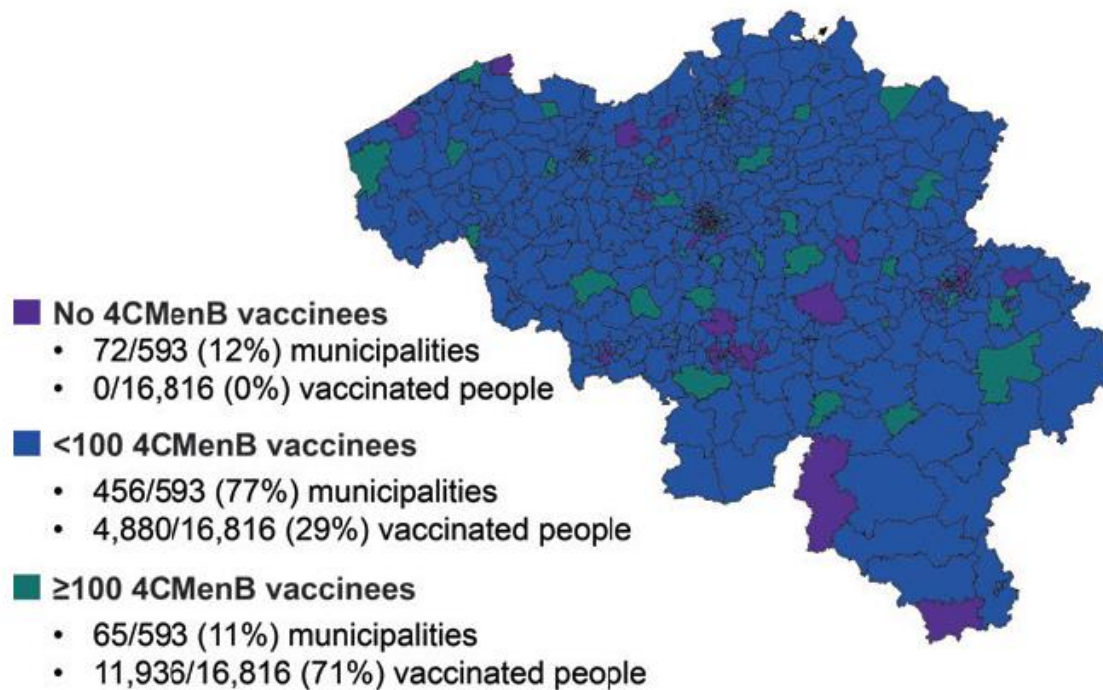 No 4CMenB vaccinees
• 72/593 (12%) municipalities
• 0/16,816 (0%) vaccinated people
<100 4CMenB vaccinees
• 456/593 (77%) municipalities
• 4,880/16,816 (29%) vaccinated people
≥100 4CMenB vaccinees
• 65/593 (11%) municipalities
• 11,936/16,816 (71%) vaccinated people